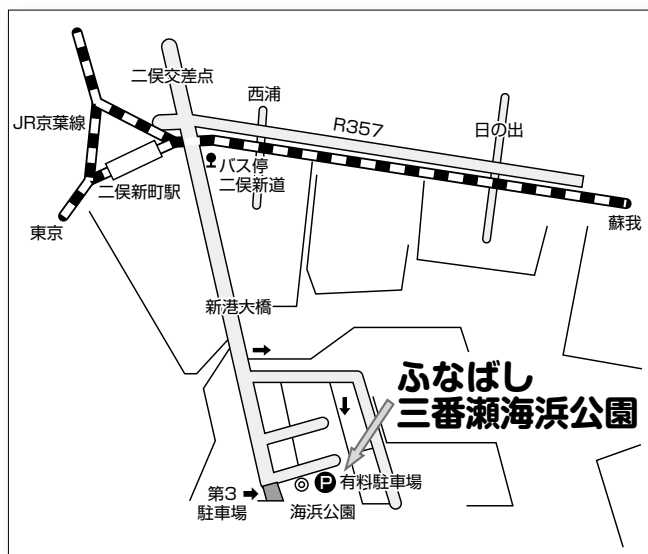 二俣交差点
西浦
JR京葉線
R357
日の出
バス停
二俣新道
二俣新町駅
東京
蘇我
新港大橋
ふなばし
三番瀬海浜公園
P
有料駐車場
第3
駐車場
海浜公園